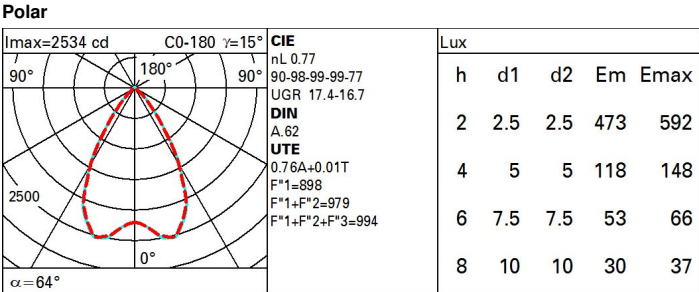 Polar
Imax=2534 cd C0-180 γ=15°
90° 180° 90°
2500
0°
α=64°
CIE
nL 0.77
90-98-99-99-77
UGR 17.4-16.7
DIN
A.62
UTE
0.76A+0.01T
F"1=898
F"1+F"2=979
F"1+F"2+F"3=994
Lux
h d1 d2 Em Emax
2 2.5 2.5 473 592
4 5 5 118 148
6 7.5 7.5 53 66
8 10 10 30 37